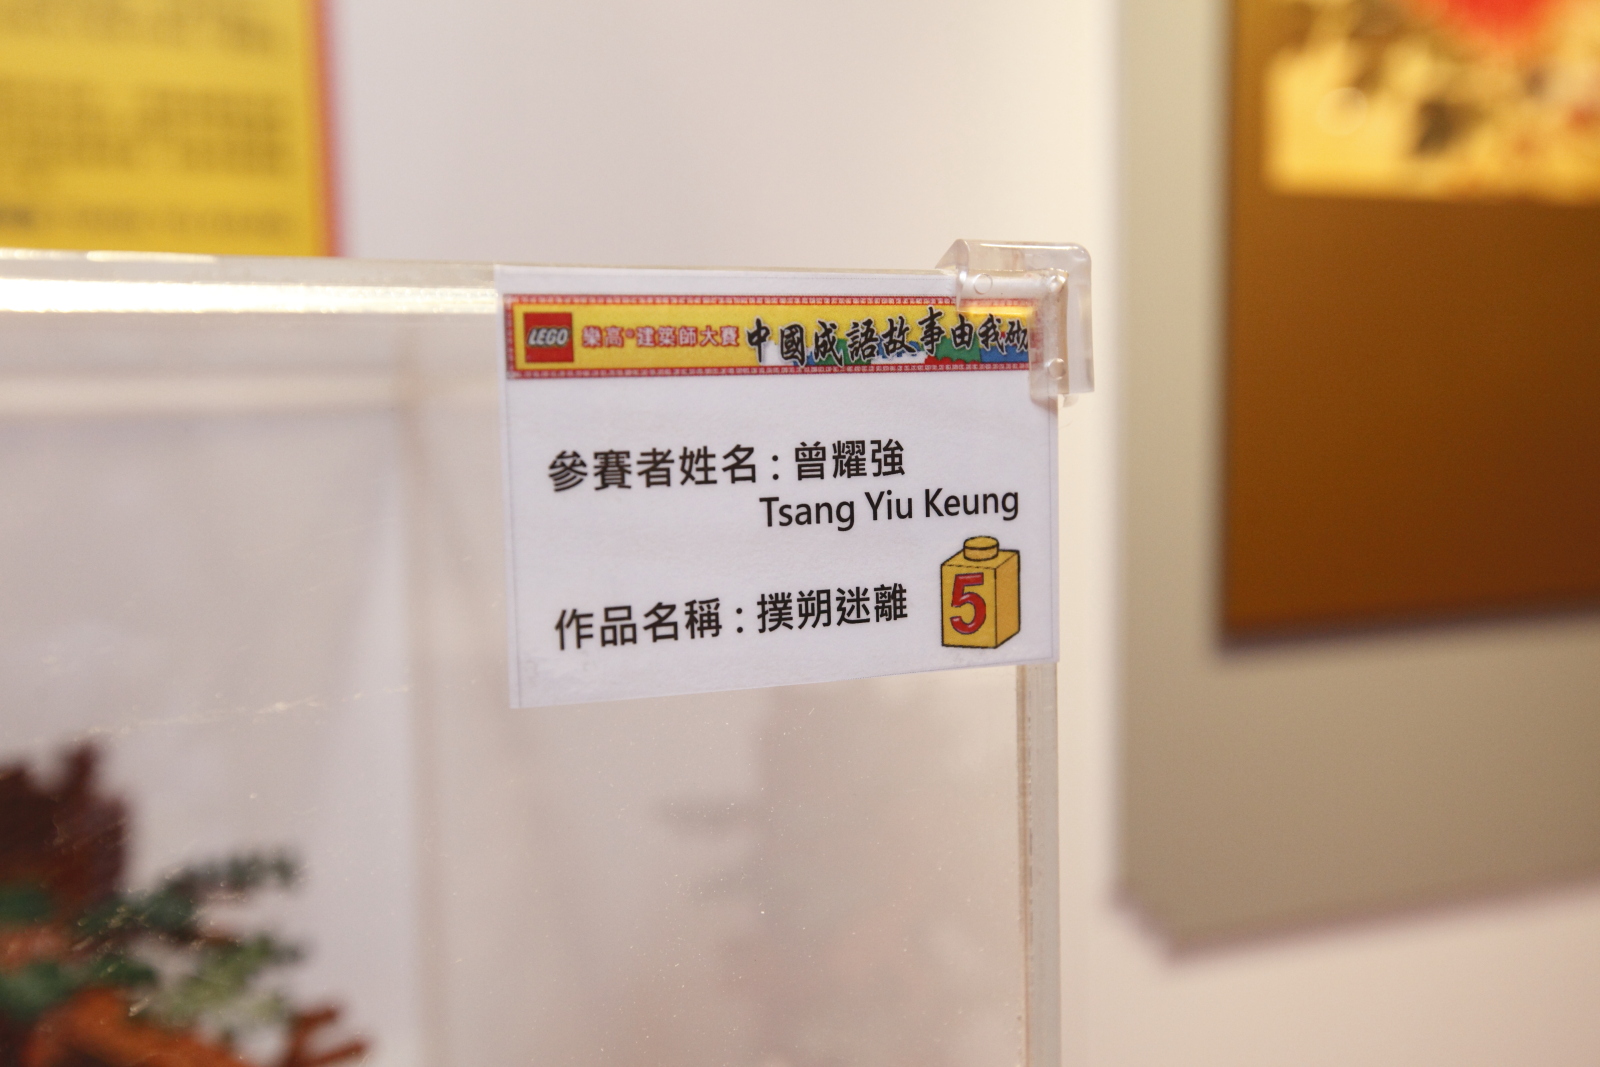 LEGO 樂高®建築師大賽 中國成語故事由我砌
參賽者姓名：曾耀強
Tsang Yiu Keung
5
作品名稱：撲朔迷離